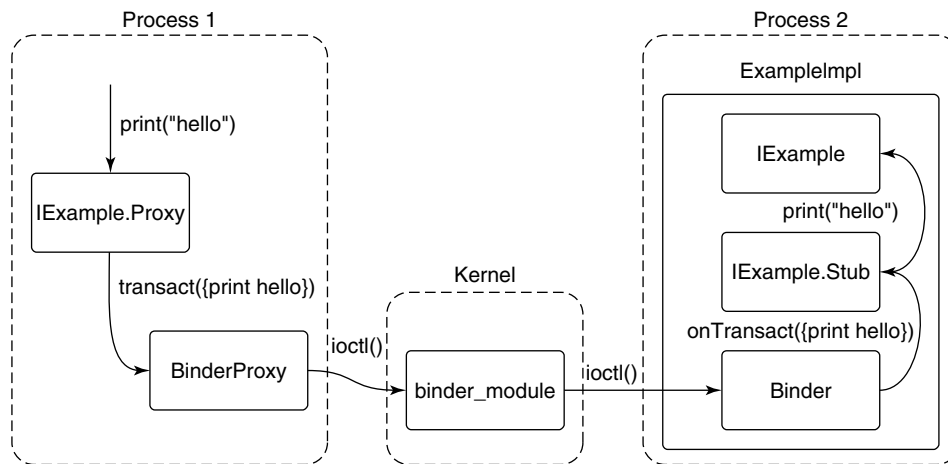 Process 1
Process 2
ExampleImpl
print("hello")
IExample
IExample.Proxy
print("hello")
Kernel
IExample.Stub
transact({print hello})
onTransact({print hello})
ioctl()
BinderProxy
binder_module
ioctl()
Binder